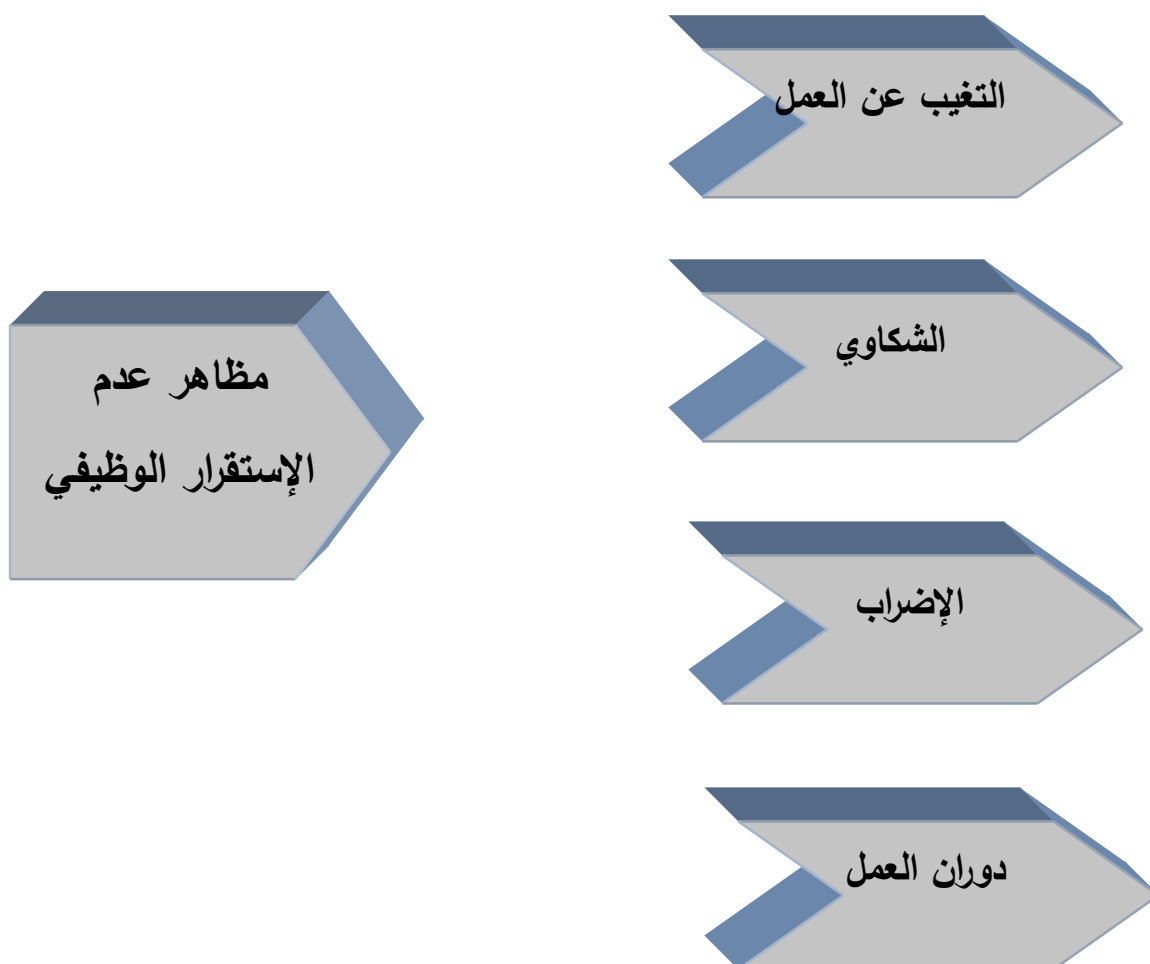 التغيب عن العمل
الشكاوي
مظاهر عدم
الإستقرار الوظيفي
الإضراب
دوران العمل